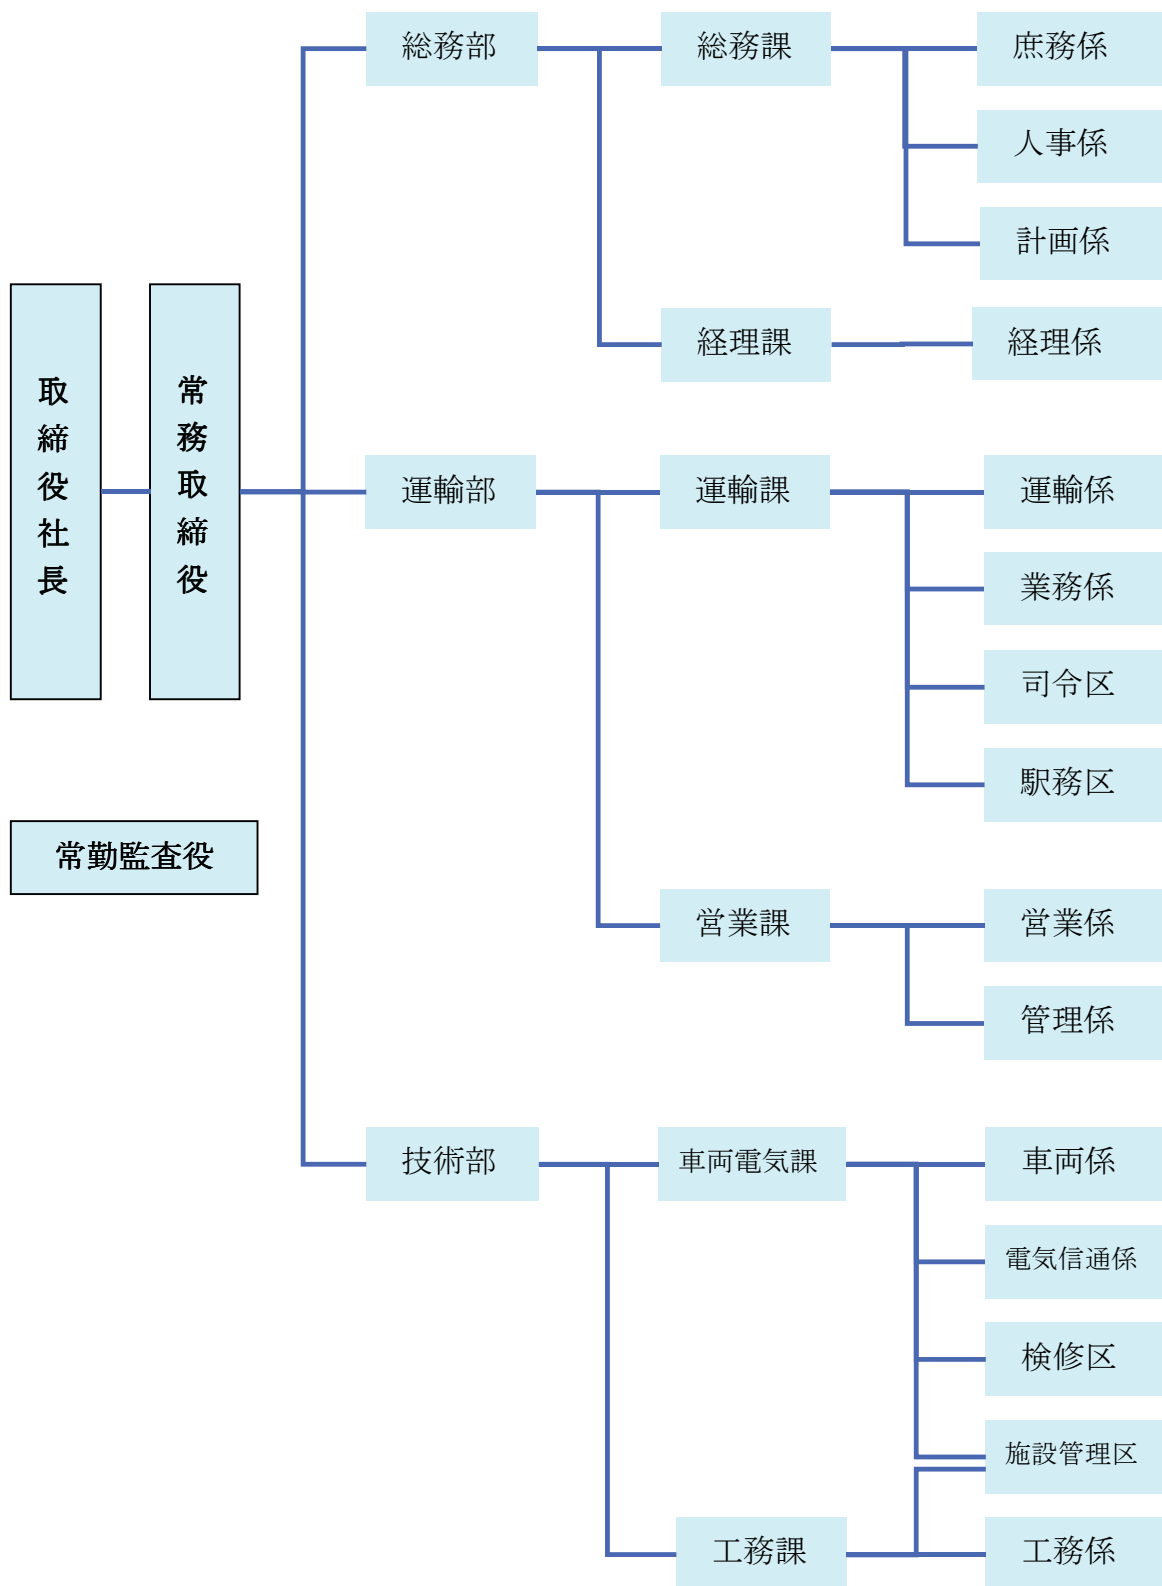 取締役社長
常務取締役
常勤監査役
総務部
総務課
庶務係
人事係
計画係
経理課
経理係
運輸部
運輸課
運輸係
業務係
司令区
駅務区
営業課
営業係
管理係
技術部
車両電気課
車両係
電気信通係
検修区
施設管理区
工務課
工務係